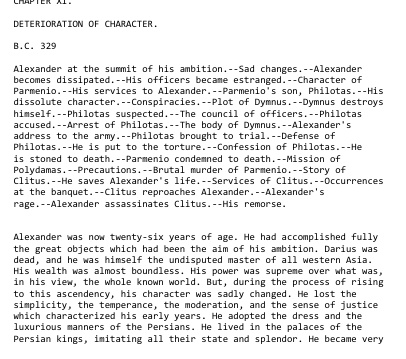 CHAPTER XI.
DETERIORATION OF CHARACTER.
B.C. 329
Alexander at the summit of his ambition.--Sad changes.--Alexander
becomes dissipated.--His officers became estranged.--Character of
Parmenio.--His services to Alexander.--Parmenio's son, Philotas.--His
dissolute character.--Conspiracies.--Plot of Dymnus.--Dymnus destroys
himself.--Philotas suspected.--The council of officers.--Philotas
accused.--Arrest of Philotas.--The body of Dymnus.--Alexander's
address to the army.--Philotas brought to trial.--Defense of
Philotas.--He is put to the torture.--Confession of Philotas.--He
is stoned to death.--Parmenio condemned to death.--Mission of
Polydamas.--Precautions.--Brutal murder of Parmenio.--Story of
Clitus.--He saves Alexander's life.--Services of Clitus.--Occurrences
at the banquet.--Clitus reproaches Alexander.--Alexander's
rage.--Alexander assassinates Clitus.--His remorse.
Alexander was now twenty-six years of age. He had accomplished fully
the great objects which had been the aim of his ambition. Darius was
dead, and he was himself the undisputed master of all western Asia.
His wealth was almost boundless. His power was supreme over what was,
in his view, the whole known world. But, during the process of rising
to this ascendency, his character was sadly changed. He lost the
simplicity, the temperance, the moderation, and the sense of justice
which characterized his early years. He adopted the dress and the
luxurious manners of the Persians. He lived in the palaces of the
Persian kings, imitating all their state and splendor. He became very